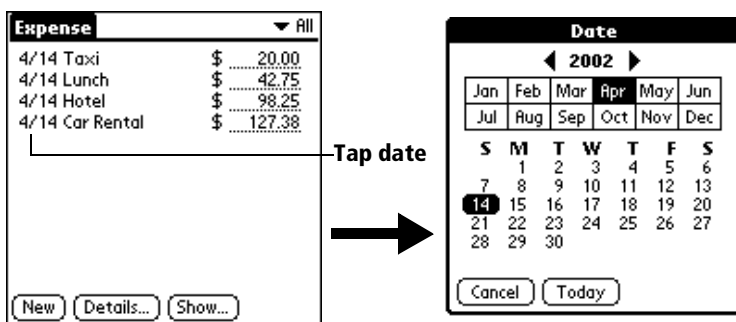 Expense All
4/14 Taxi $ 20.00
4/14 Lunch $ 42.75
4/14 Hotel $ 98.25
4/14 Car Rental $ 127.38
New Details... Show...
Tap date
Date
2002
Jan Feb Mar Apr May Jun
Jul Aug Sep Oct Nov Dec
S M T W T F S
1 2 3 4 5 6
7 8 9 10 11 12 13
14 15 16 17 18 19 20
21 22 23 24 25 26 27
28 29 30
Cancel Today